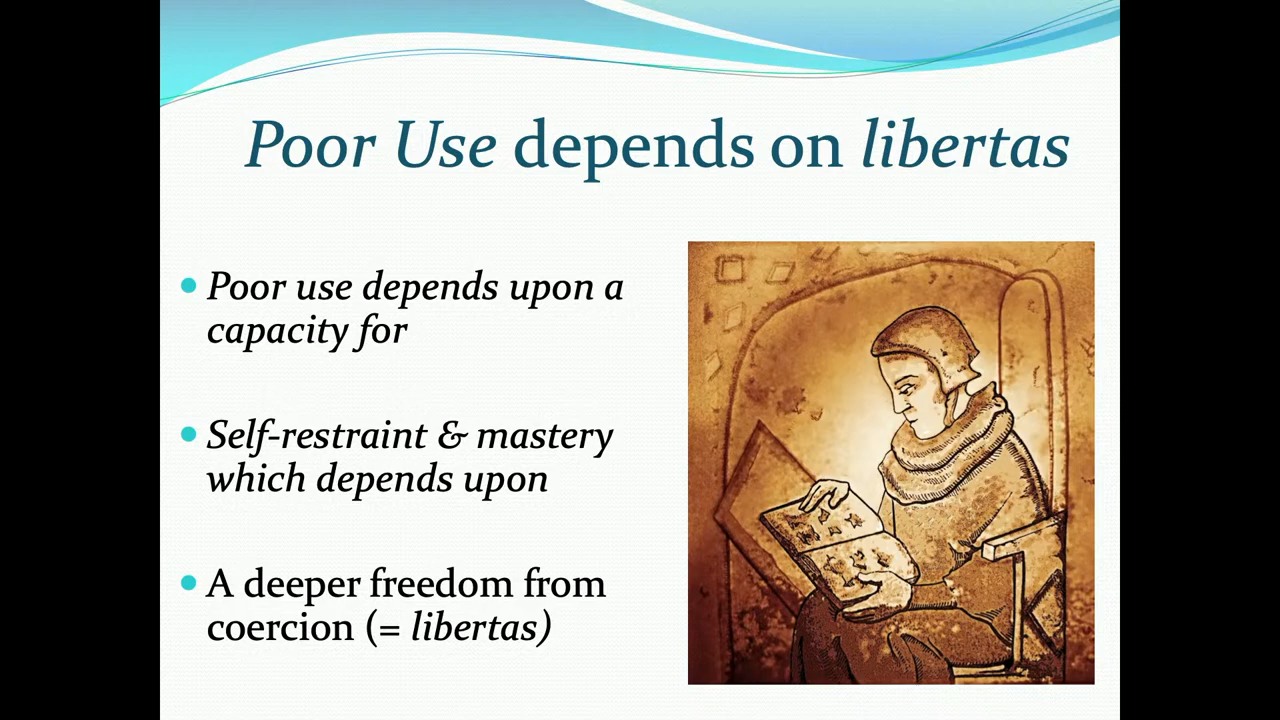 Poor Use depends on libertas
Poor use depends upon a
capacity for
Self-restraint & mastery
which depends upon
A deeper freedom from
coercion (= libertas)